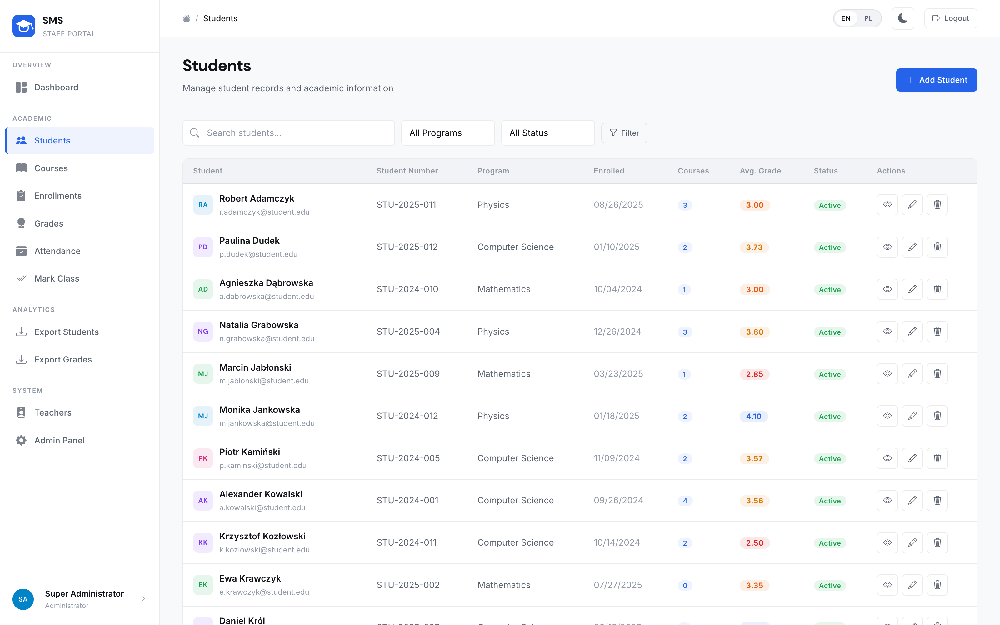 SMS
STAFF PORTAL
OVERVIEW
Dashboard
ACADEMIC
Students
Courses
Enrollments
Grades
Attendance
Mark Class
ANALYTICS
Export Students
Export Grades
SYSTEM
Teachers
Admin Panel
SA
Super Administrator
Administrator
/ Students
EN PL
Logout
Students
Manage student records and academic information
Add Student
Search students...
All Programs
All Status
Filter
Student Student Number Program Enrolled Courses Avg. Grade Status Actions
RA Robert Adamczyk STU-2025-011 Physics 08/26/2025 3 3.00 Active
r.adamczyk@student.edu
PD Paulina Dudek STU-2025-012 Computer Science 01/10/2025 2 3.73 Active
p.dudek@student.edu
AD Agnieszka Dąbrowska STU-2024-010 Mathematics 10/04/2024 1 3.00 Active
a.dabrowska@student.edu
NG Natalia Grabowska STU-2025-004 Physics 12/26/2024 3 3.80 Active
n.grabowska@student.edu
MJ Marcin Jabłoński STU-2025-009 Mathematics 03/23/2025 1 2.85 Active
m.jablonski@student.edu
MJ Monika Jankowska STU-2024-012 Physics 01/18/2025 2 4.10 Active
m.jankowska@student.edu
PK Piotr Kamiński STU-2024-005 Computer Science 11/09/2024 2 3.57 Active
p.kaminski@student.edu
AK Alexander Kowalski STU-2024-001 Computer Science 09/26/2024 4 3.56 Active
a.kowalski@student.edu
KK Krzysztof Kozłowski STU-2024-011 Computer Science 10/14/2024 2 2.50 Active
k.kozlowski@student.edu
EK Ewa Krawczyk STU-2025-002 Mathematics 07/27/2025 0 3.35 Active
e.krawczyk@student.edu
Daniel Król